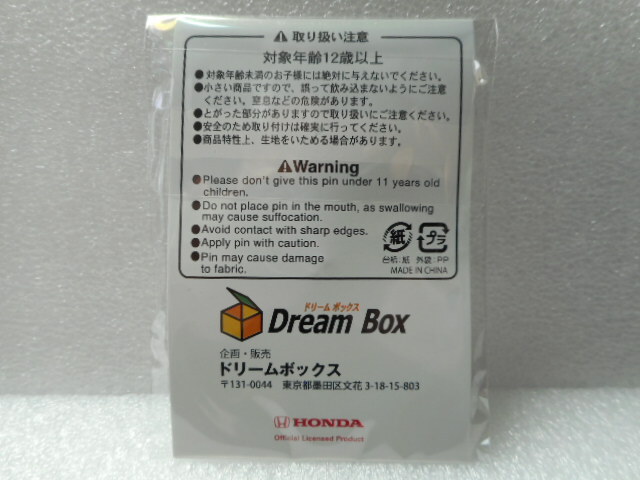 ⚠取り扱い注意
対象年齢12歳以上
●対象年齢未満のお子様には絶対に与えないでください。
●小さい商品ですので、誤って飲み込まないようにご注意
ください。窒息などの危険があります。
●とがった部分がありますので取り扱いにご注意ください。
●安全のため取り付けは確実に行ってください。
●商品特性上、生地をいためる場合があります。
⚠Warning
●Please don't give this pin under 11 years old
children.
●Do not place pin in the mouth, as swallowing
may cause suffocation.
●Avoid contact with sharp edges.
●Apply pin with caution.
●Pin may cause damage
to fabric.
紙 プラ
台紙:紙 外袋:PP
MADE IN CHINA
ドリームボックス
Dream Box
企画・販売
ドリームボックス
〒131-0044 東京都墨田区文花3-18-15-803
HONDA
Official Licensed Product